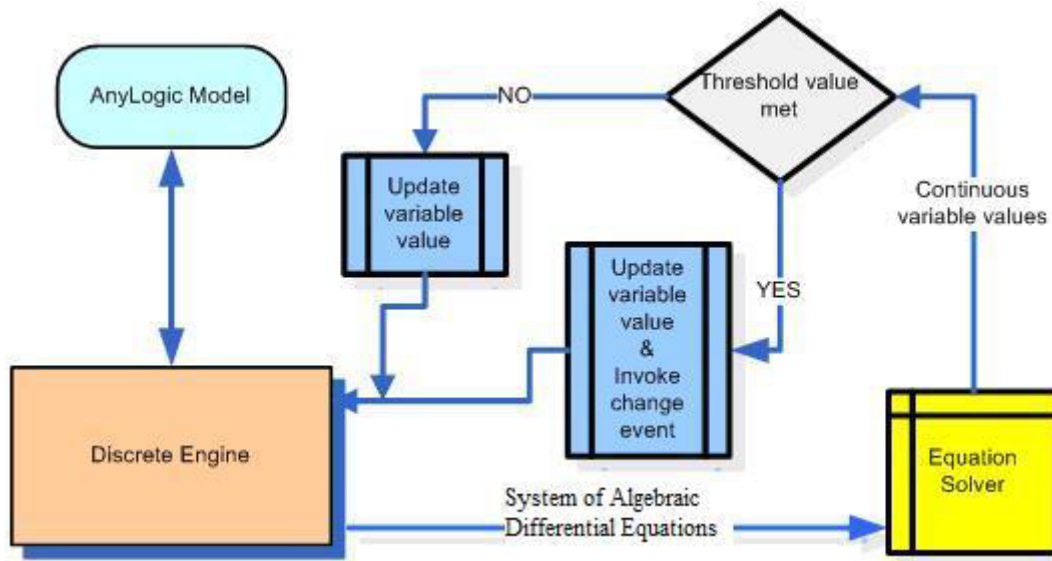 AnyLogic Model
Threshold value
met
NO
Update
variable
value
Continuous
variable values
Update
variable
value
&
Invoke
change
event
YES
Discrete Engine
Equation
Solver
System of Algebraic
Differential Equations